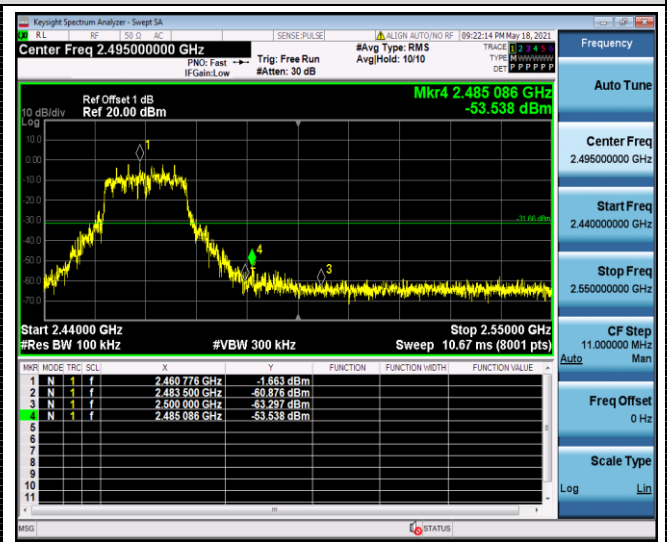 Keysight Spectrum Analyzer - Swept SA
RL RF 50 Ω AC SENSE:PULSE ALIGN AUTO/NO RF 09:22:14 PM May 18, 2021
Center Freq 2.495000000 GHz
PNO: Fast Trig: Free Run
IFGain:Low #Atten: 30 dB
#Avg Type: RMS
Avg|Hold: 10/10
TRACE 1 2 3 4 5 6
TYPE M WWWWW
DET P P P P P P
Ref Offset 1 dB
10 dB/div Ref 20.00 dBm
Log
Mkr4 2.485 086 GHz
-53.538 dBm
10.0
0.00
-10.0
-20.0
-30.0
-40.0
-50.0
-60.0
-70.0
1
4
3
-31.66 dBm
Start 2.44000 GHz Stop 2.55000 GHz
#Res BW 100 kHz #VBW 300 kHz Sweep 10.67 ms (8001 pts)
MKR MODE TRC SCL X Y FUNCTION FUNCTION WIDTH FUNCTION VALUE
1 N 1 f 2.460 776 GHz -1.663 dBm
2 N 1 f 2.483 500 GHz -60.876 dBm
3 N 1 f 2.500 000 GHz -63.297 dBm
4 N 1 f 2.485 086 GHz -53.538 dBm
5
6
7
8
9
10
11
MSG STATUS
Frequency
Auto Tune
Center Freq
2.495000000 GHz
Start Freq
2.440000000 GHz
Stop Freq
2.550000000 GHz
CF Step
11.000000 MHz
Auto Man
Freq Offset
0 Hz
Scale Type
Log Lin